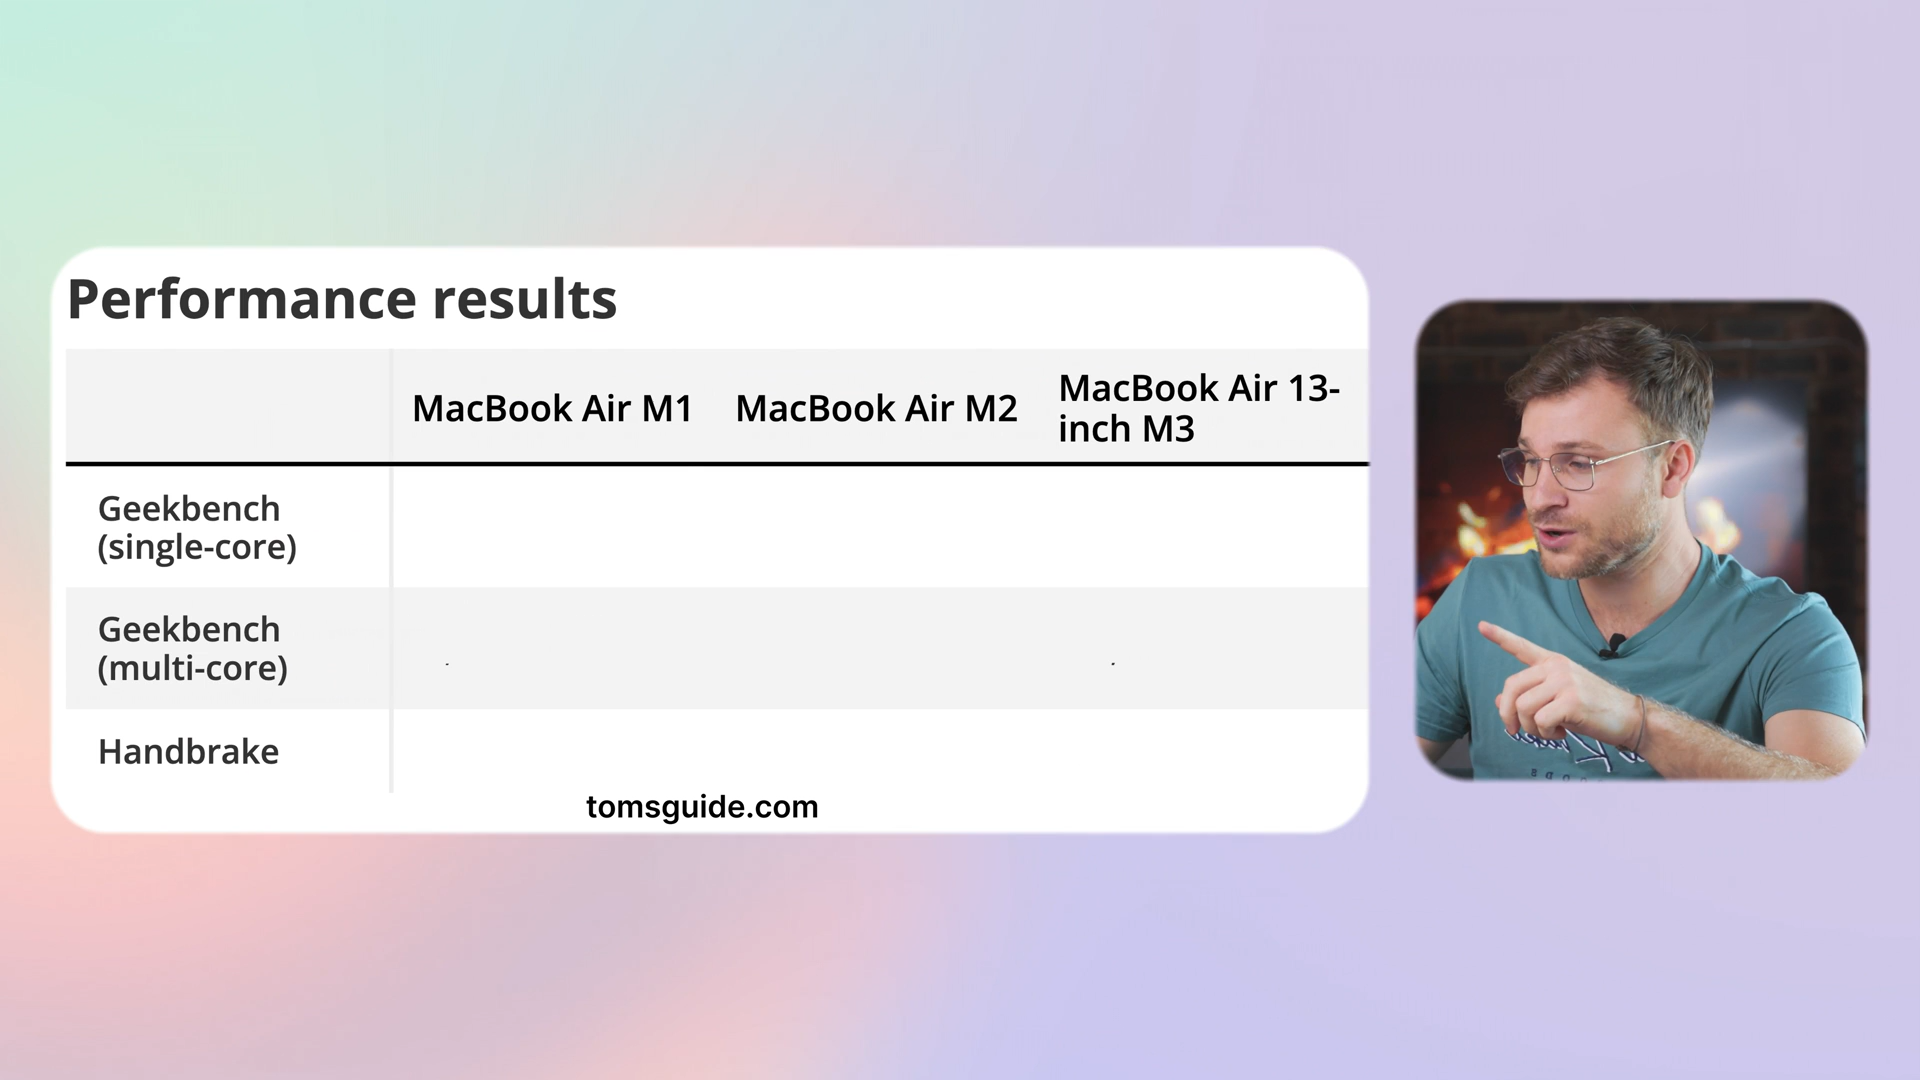 Performance results
MacBook Air M1
MacBook Air M2
MacBook Air 13-
inch M3
Geekbench
(single-core)
Geekbench
(multi-core)
Handbrake
tomsguide.com